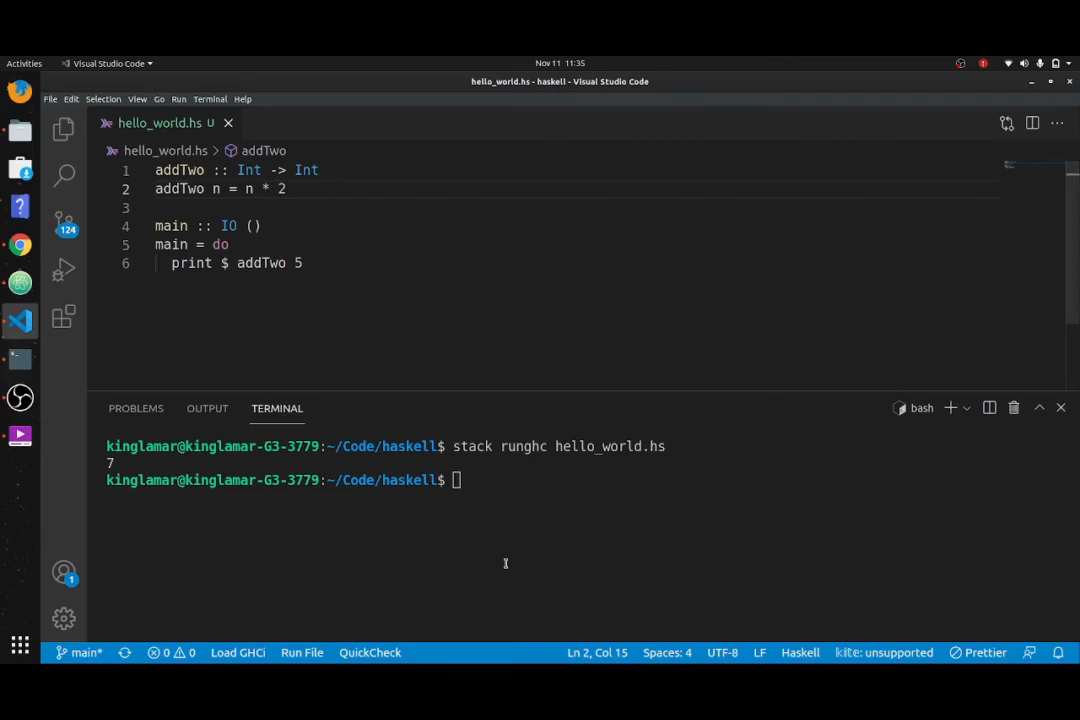 Activities Visual Studio Code Nov 11 11:35
hello_world.hs - haskell - Visual Studio Code
File Edit Selection View Go Run Terminal Help
hello_world.hs U
hello_world.hs > addTwo
1 addTwo :: Int -> Int
2 addTwo n = n * 2
3
4 main :: IO ()
5 main = do
6 print $ addTwo 5
124
PROBLEMS OUTPUT TERMINAL bash
kinglamar@kinglamar-G3-3779:~/Code/haskell$ stack runghc hello_world.hs
7
kinglamar@kinglamar-G3-3779:~/Code/haskell$
1
main* 0 0 Load GHCi Run File QuickCheck Ln 2, Col 15 Spaces: 4 UTF-8 LF Haskell kite: unsupported Prettier